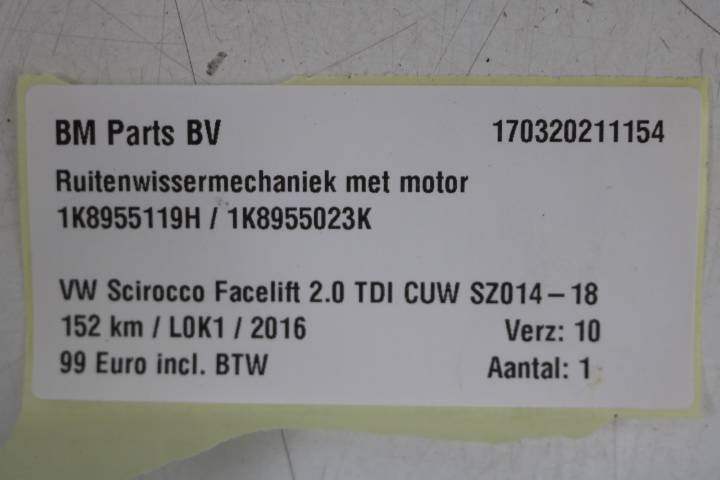 BM Parts BV 170320211154
Ruitenwissermechaniek met motor
1K8955119H / 1K8955023K
VW Scirocco Facelift 2.0 TDI CUW SZ014-18
152 km / L0K1 / 2016 Verz: 10
99 Euro incl. BTW Aantal: 1